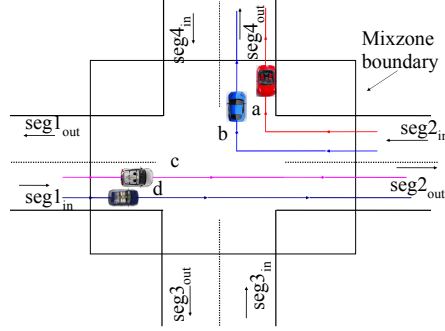 seg4in
seg4out
Mixzone
boundary
seg1out
a
b
seg2in
c
d
seg1in
seg2out
seg3out
seg3in